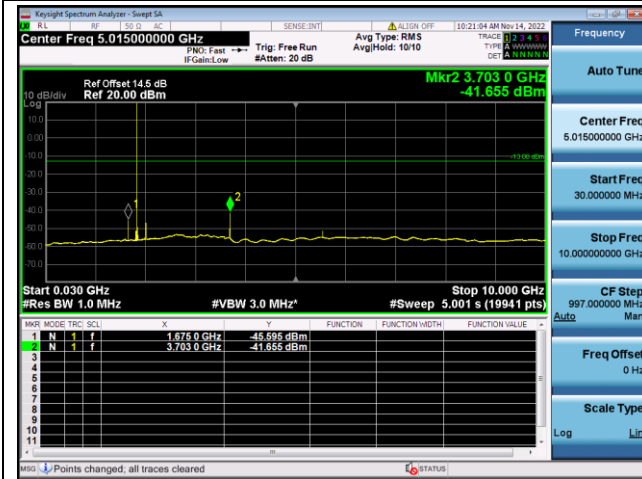 Keysight Spectrum Analyzer - Swept SA
RL RF 50 Ω AC SENSE:INT ALIGN OFF 10:21:04 AM Nov 14, 2022
Center Freq 5.015000000 GHz
PNO: Fast
IFGain:Low
Trig: Free Run
#Atten: 20 dB
Avg Type: RMS
Avg|Hold: 10/10
TRACE 1 2 3 4 5 6
TYPE A WWWWW
DET A N N N N N
Ref Offset 14.5 dB
Ref 20.00 dBm
10 dB/div
Log
Mkr2 3.703 0 GHz
-41.655 dBm
10.0
0.00
-10.0
-20.0
-30.0
-40.0
-50.0
-60.0
-70.0
-13.00 dBm
1
2
Start 0.030 GHz
Stop 10.000 GHz
#Res BW 1.0 MHz #VBW 3.0 MHz* #Sweep 5.001 s (19941 pts)
MKR MODE TRC SCL X Y FUNCTION FUNCTION WIDTH FUNCTION VALUE
1 N 1 f 1.675 0 GHz -45.595 dBm
2 N 1 f 3.703 0 GHz -41.655 dBm
3
4
5
6
7
8
9
10
11
MSG Points changed; all traces cleared STATUS
Frequency
Auto Tune
Center Freq
5.015000000 GHz
Start Freq
30.000000 MHz
Stop Freq
10.000000000 GHz
CF Step
997.000000 MHz
Auto Man
Freq Offset
0 Hz
Scale Type
Log Lin